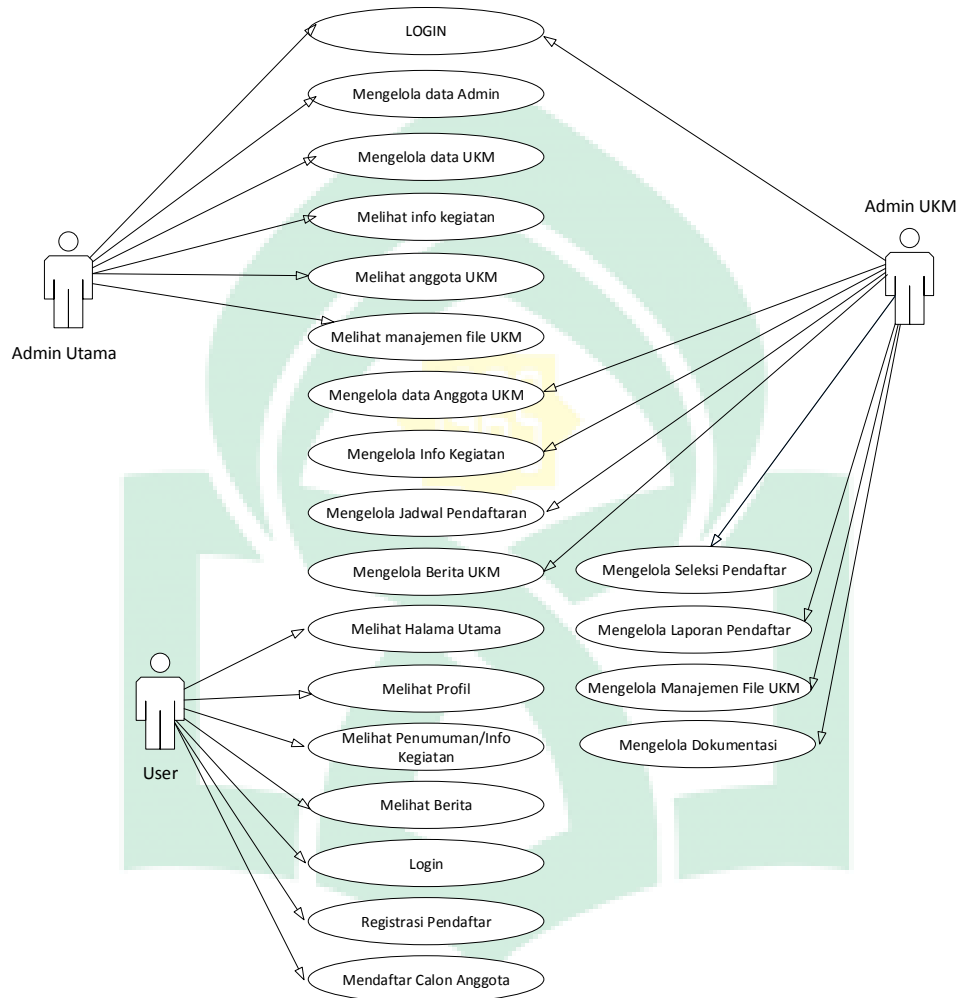 LOGIN
Mengelola data Admin
Mengelola data UKM
Melihat info kegiatan
Melihat anggota UKM
Melihat manajemen file UKM
Mengelola data Anggota UKM
Mengelola Info Kegiatan
Mengelola Jadwal Pendaftaran
Mengelola Berita UKM
Melihat Halama Utama
Melihat Profil
Melihat Penumuman/Info
Kegiatan
Melihat Berita
Login
Registrasi Pendaftar
Mendaftar Calon Anggota
Admin Utama
User
Admin UKM
Mengelola Seleksi Pendaftar
Mengelola Laporan Pendaftar
Mengelola Manajemen File UKM
Mengelola Dokumentasi